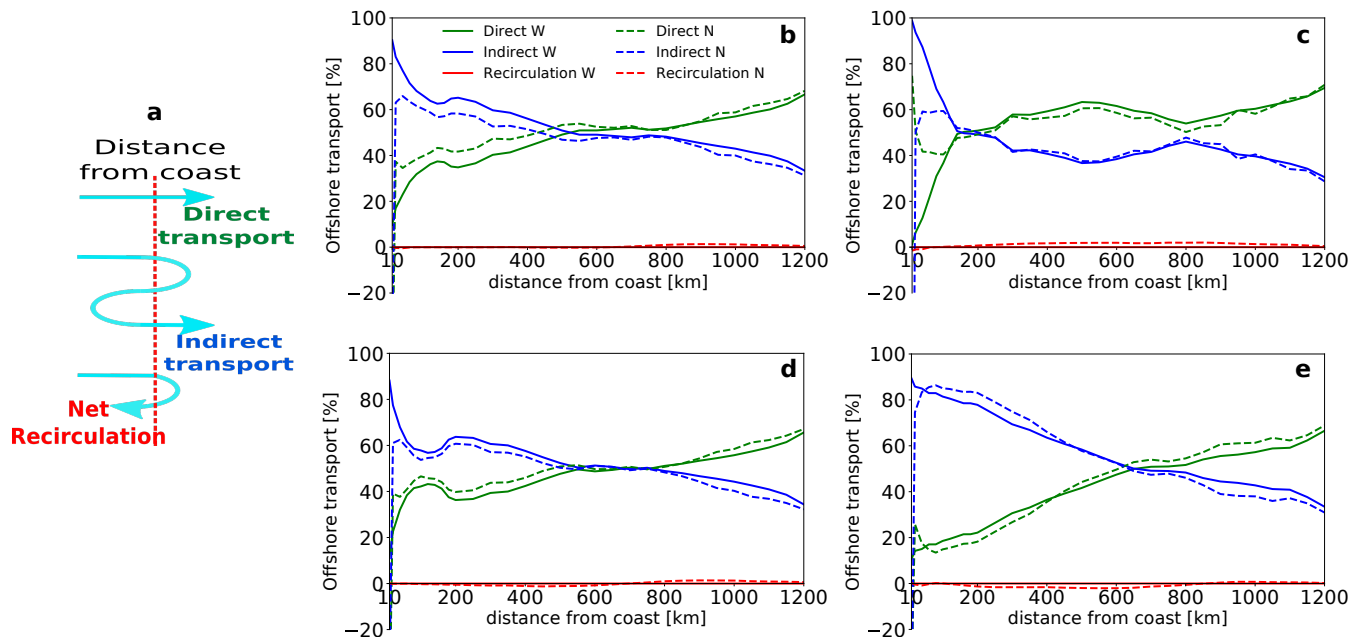 a
Distance
from coast
Direct
transport
Indirect
transport
Net
Recirculation
b
Direct W
Indirect W
Recirculation W
Direct N
Indirect N
Recirculation N
Offshore transport [%]
100
80
60
40
20
0
−20
10 200 400 600 800 1000 1200
distance from coast [km]
c
Offshore transport [%]
100
80
60
40
20
0
−20
10 200 400 600 800 1000 1200
distance from coast [km]
d
Offshore transport [%]
100
80
60
40
20
0
−20
10 200 400 600 800 1000 1200
distance from coast [km]
e
Offshore transport [%]
100
80
60
40
20
0
−20
10 200 400 600 800 1000 1200
distance from coast [km]